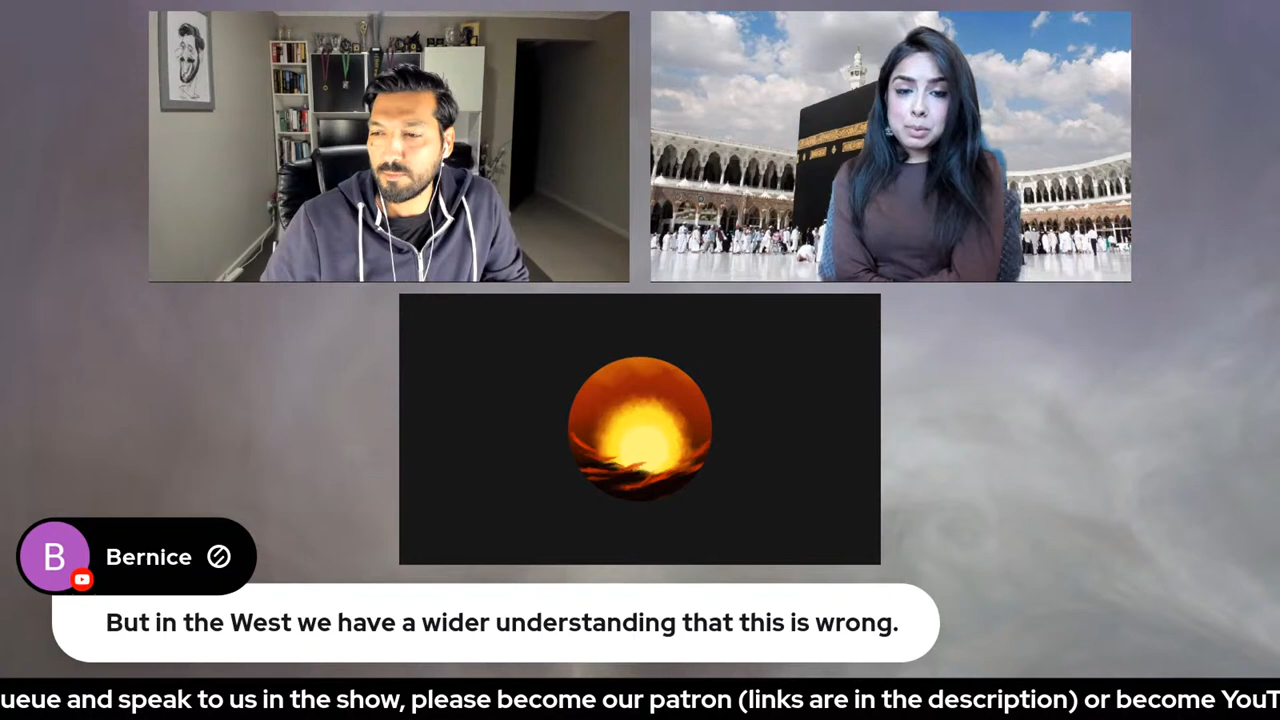 B
Bernice
But in the West we have a wider understanding that this is wrong.
ueue and speak to us in the show, please become our patron (links are in the description) or become YouT